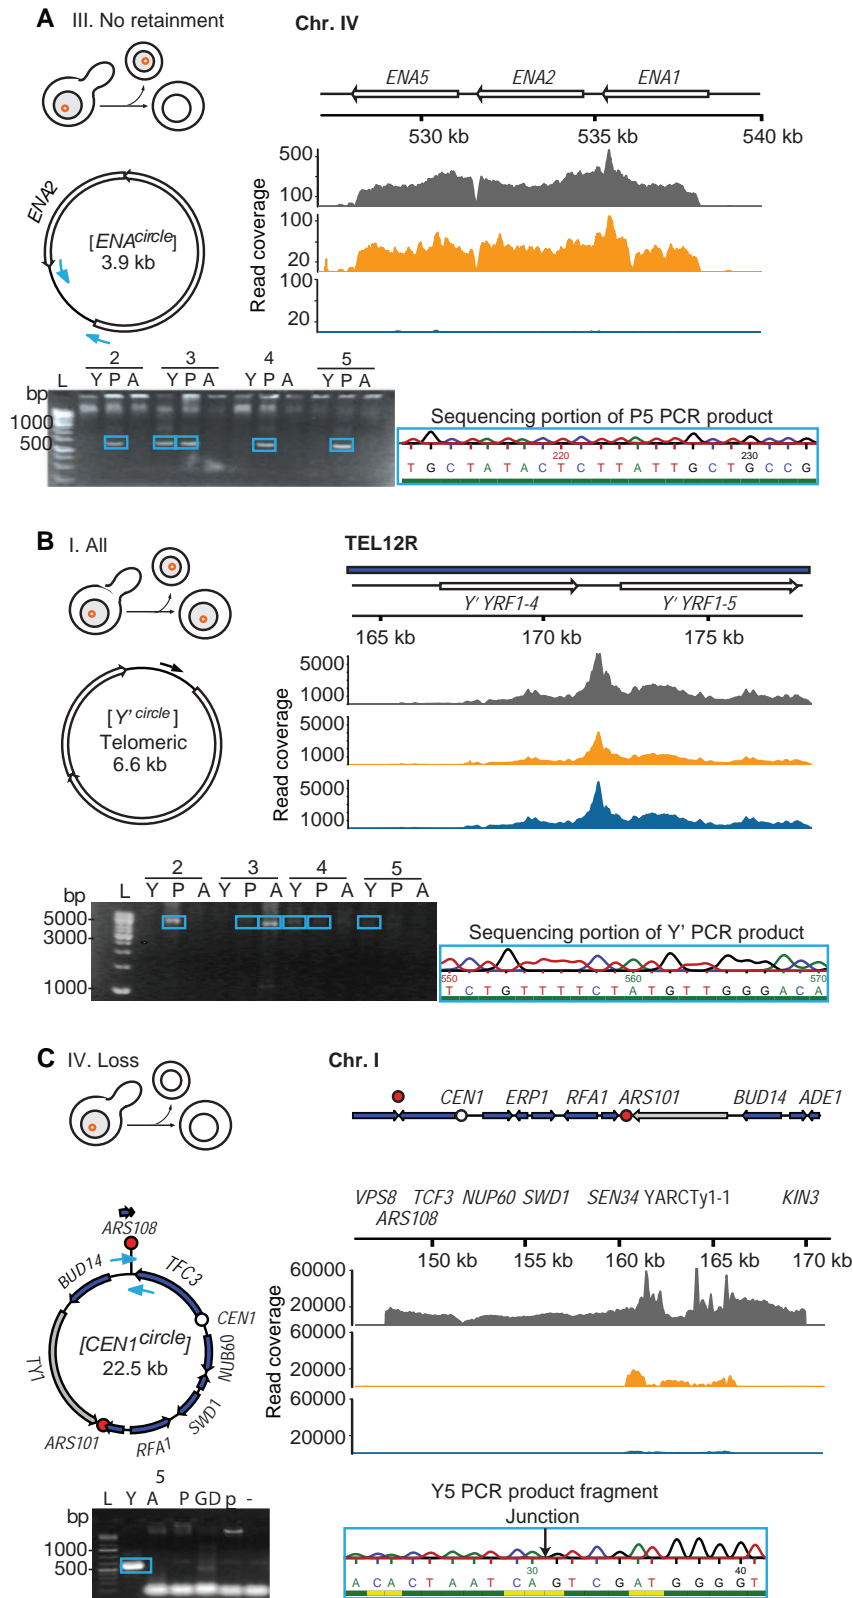 A III. No retainment
Chr. IV
ENA5 ENA2 ENA1
530 kb 535 kb 540 kb
Read coverage
500
100
100
20
100
20
ENA2
[ENAcircle]
3.9 kb
2 3 4 5
L Y P A Y P A Y P A Y P A
bp
1000
500
Sequencing portion of P5 PCR product
220 230
T G C T A T A C T C T T A T T G C T G C C G
B I. All
TEL12R
Y' YRF1-4 Y' YRF1-5
165 kb 170 kb 175 kb
Read coverage
5000
1000
5000
1000
5000
1000
[Y' circle]
Telomeric
6.6 kb
2 3 4 5
bp L Y P A Y P A Y P A Y P A
5000
3000
1000
Sequencing portion of Y' PCR product
550 560 570
T C T G T T T T C T A T G T T G G G A C A
C IV. Loss
Chr. I
CEN1 ERP1 RFA1 ARS101 BUD14 ADE1
VPS8 TCF3 NUP60 SWD1 SEN34 YARCTy1-1 KIN3
ARS108
150 kb 155 kb 160 kb 165 kb 170 kb
Read coverage
60000
20000
60000
20000
60000
20000
ARS108
BUD14 TFC3
CEN1
[CEN1circle]
22.5 kb
TY1 NUB60
SWD1
ARS101 RFA1
5
L Y A P GD p -
bp
1000
500
Y5 PCR product fragment
Junction
30 40
A C A C T A A T C A G T C G A T G G G G T